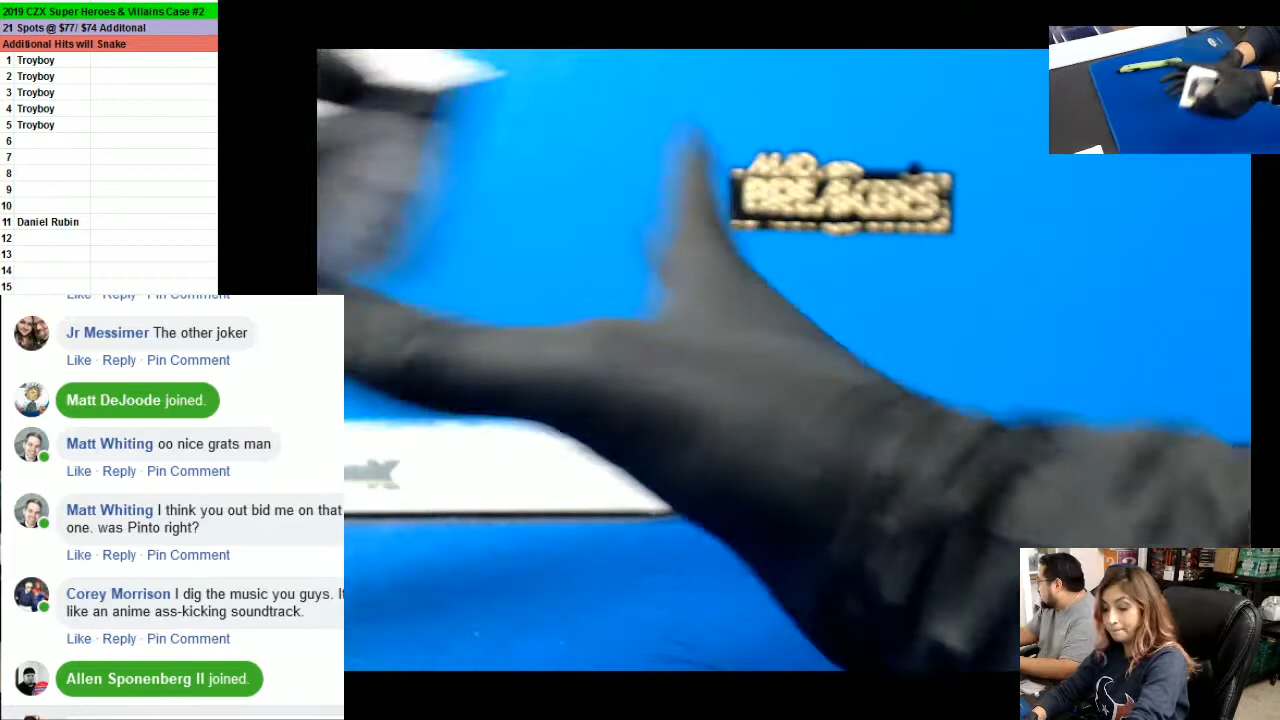 2019 CZX Super Heroes & Villains Case #2
21 Spots @ $77/ $74 Additonal
Additional Hits will Snake
1 Troyboy
2 Troyboy
3 Troyboy
4 Troyboy
5 Troyboy
6
7
8
9
10
11 Daniel Rubin
12
13
14
15
Like · Reply · Pin Comment
Jr Messimer The other joker
Like · Reply · Pin Comment
Matt DeJoode joined.
Matt Whiting oo nice grats man
Like · Reply · Pin Comment
Matt Whiting I think you out bid me on that
one. was Pinto right?
Like · Reply · Pin Comment
Corey Morrison I dig the music you guys.
like an anime ass-kicking soundtrack.
Like · Reply · Pin Comment
Allen Sponenberg II joined.
BREAKERS